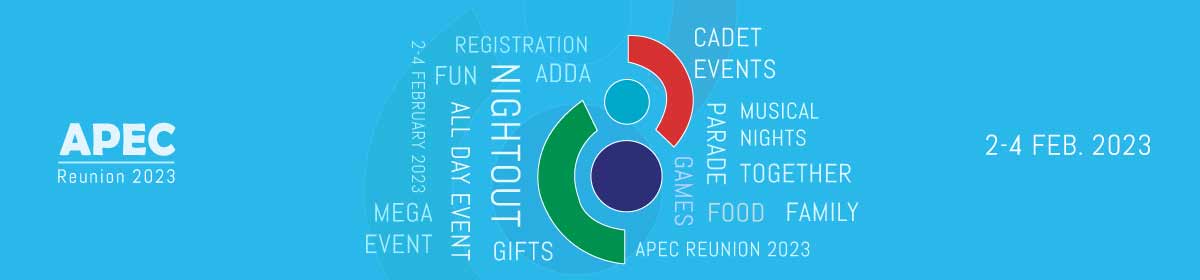 APEC
Reunion 2023
2-4 FEBRUARY 2023
REGISTRATION
FUN
ADDA
NIGHTOUT
ALL DAY EVENT
MEGA
EVENT
GIFTS
CADET
EVENTS
PARADE
MUSICAL
NIGHTS
GAMES
TOGETHER
FOOD
FAMILY
APEC REUNION 2023
2-4 FEB. 2023